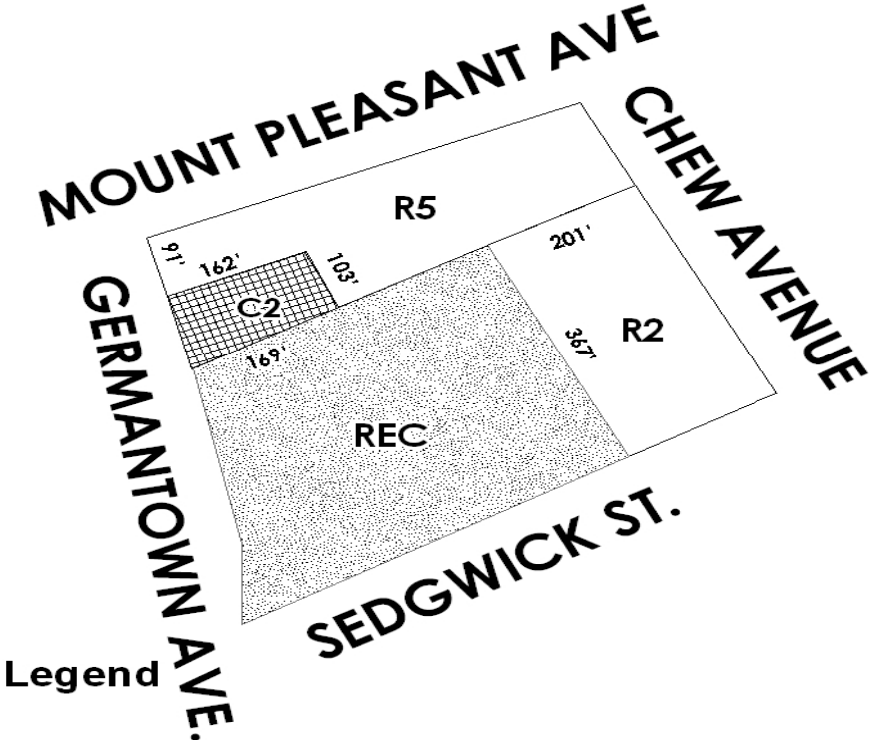 MOUNT PLEASANT AVE
CHEW AVENUE
R5
91'
162'
103'
201'
C2
169'
367'
R2
REC
GERMANTOWN AVE.
SEDGWICK ST.
Legend